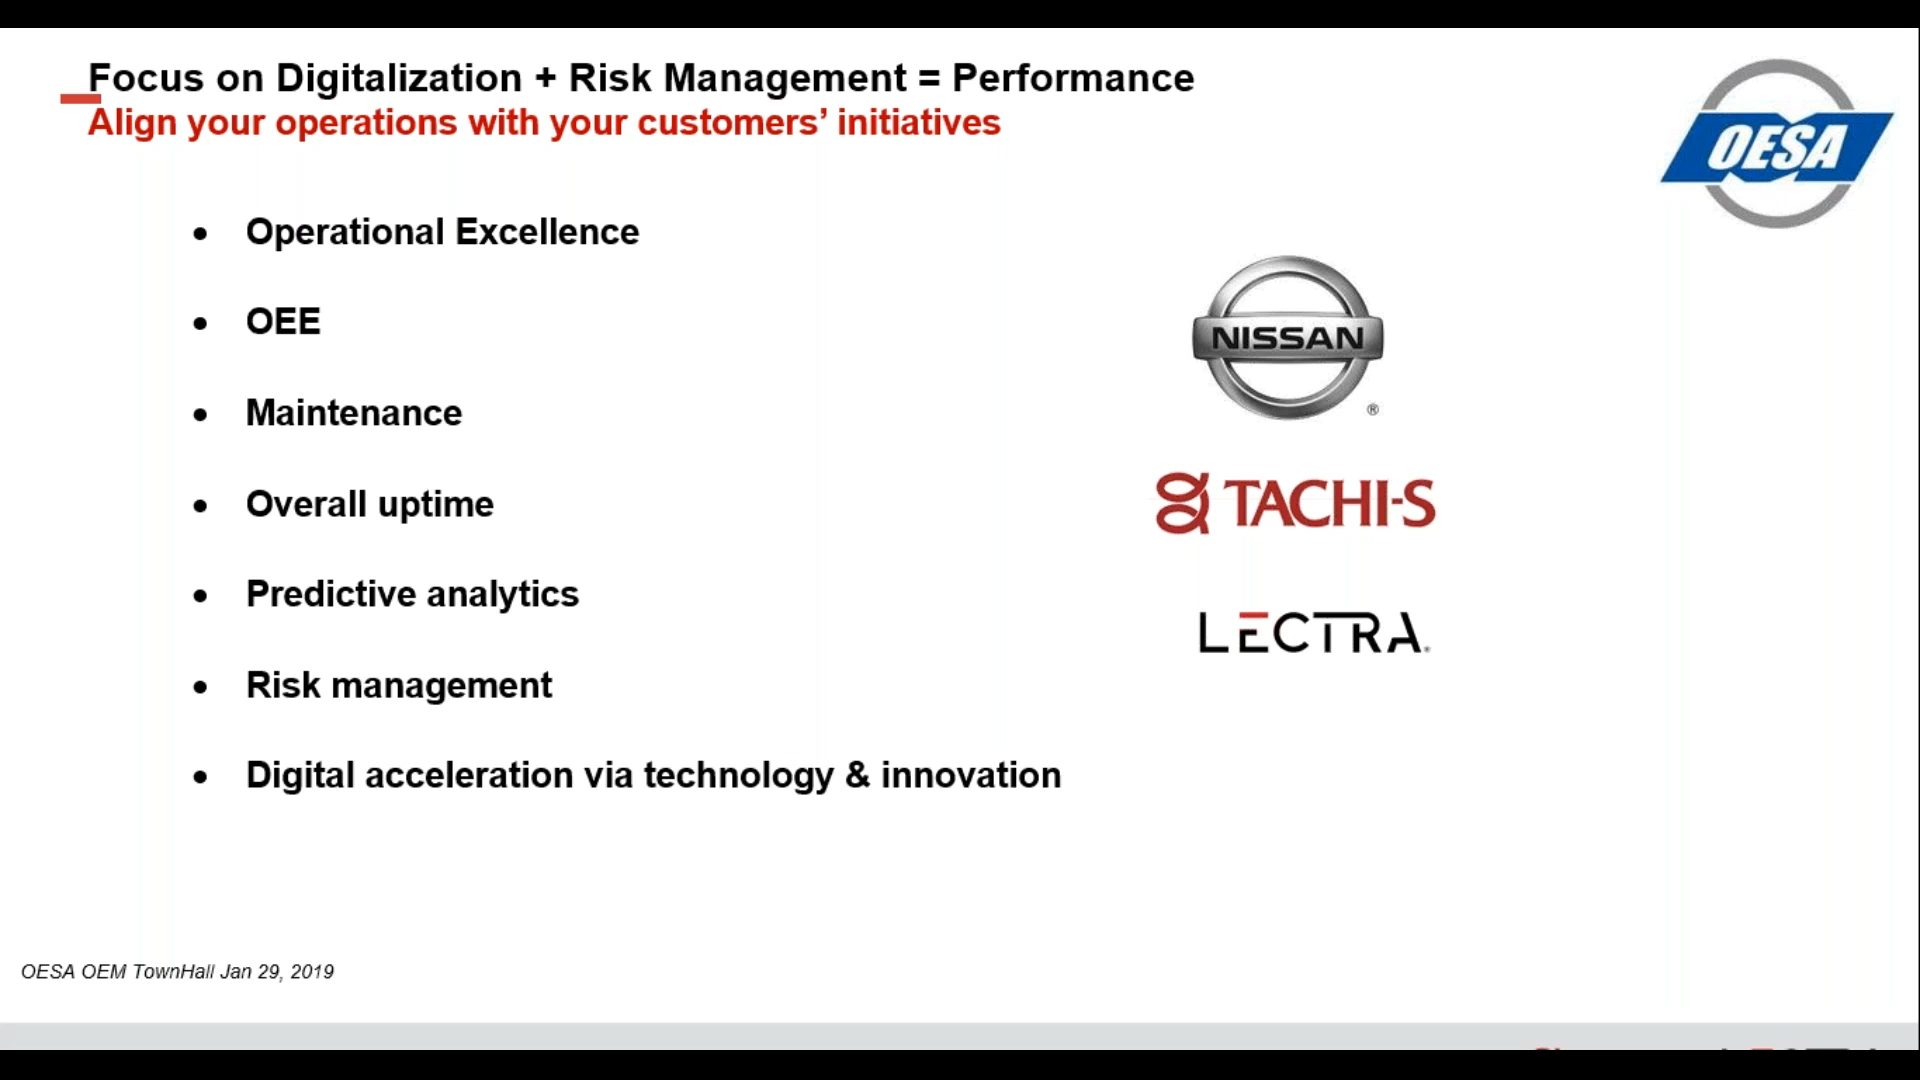 Focus on Digitalization + Risk Management = Performance
Align your operations with your customers’ initiatives
OESA
• Operational Excellence
• OEE
• Maintenance
• Overall uptime
• Predictive analytics
• Risk management
• Digital acceleration via technology & innovation
NISSAN
®
TACHI-S
LECTRA
OESA OEM TownHall Jan 29, 2019